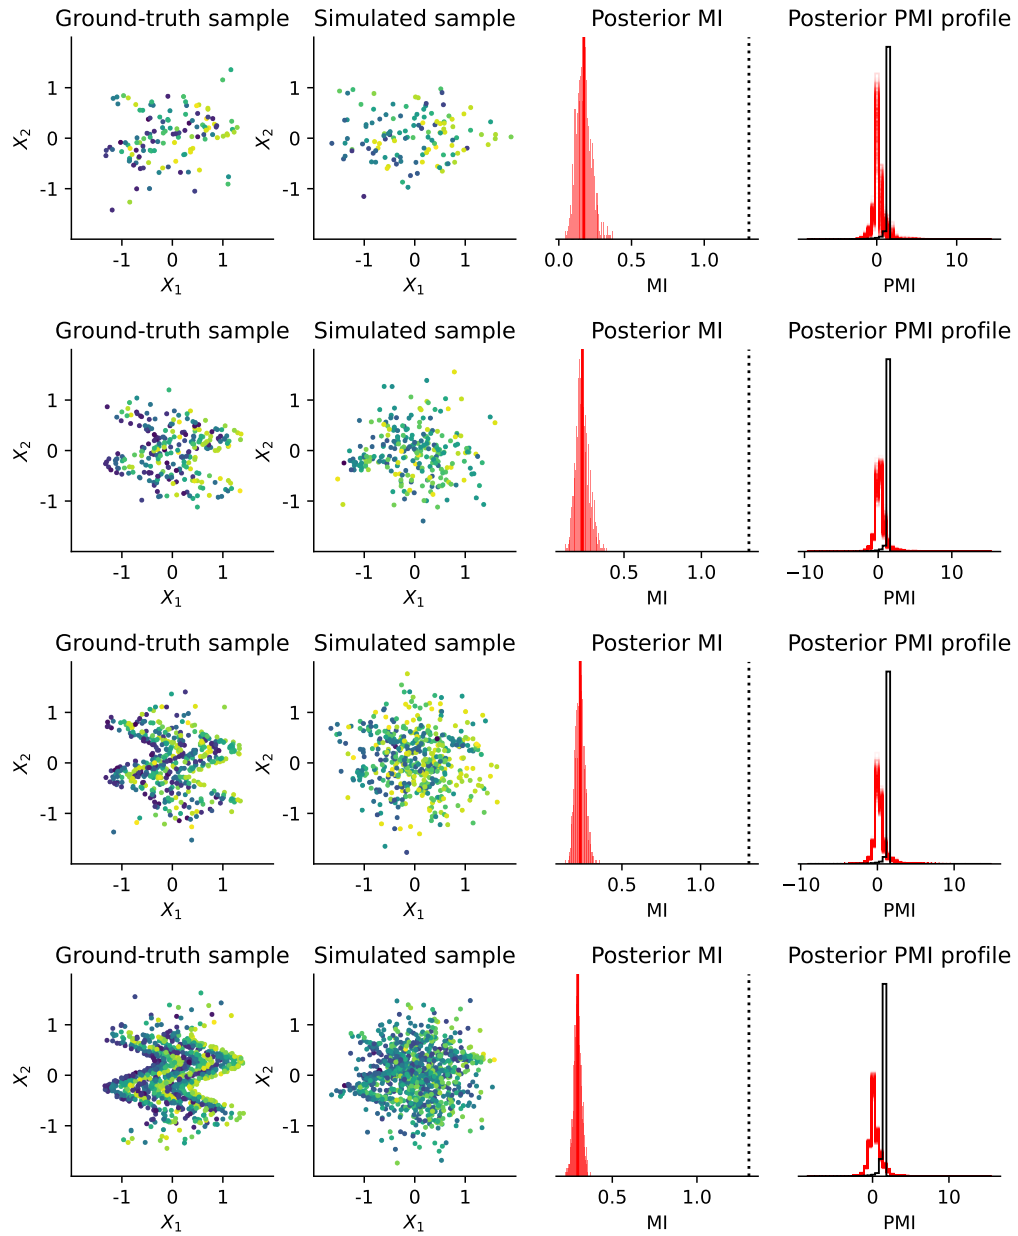 Ground-truth sample Simulated sample Posterior MI Posterior PMI profile
1 1
X₂ 0 X₂ 0
-1 -1
-1 0 1 -1 0 1 0.0 0.5 1.0 0 10
X₁ X₁ MI PMI
Ground-truth sample Simulated sample Posterior MI Posterior PMI profile
1 1
X₂ 0 X₂ 0
-1 -1
-1 0 1 -1 0 1 0.5 1.0 −10 0 10
X₁ X₁ MI PMI
Ground-truth sample Simulated sample Posterior MI Posterior PMI profile
1 1
X₂ 0 X₂ 0
-1 -1
-1 0 1 -1 0 1 0.5 1.0 −10 0 10
X₁ X₁ MI PMI
Ground-truth sample Simulated sample Posterior MI Posterior PMI profile
1 1
X₂ 0 X₂ 0
-1 -1
-1 0 1 -1 0 1 0.5 1.0 0 10
X₁ X₁ MI PMI